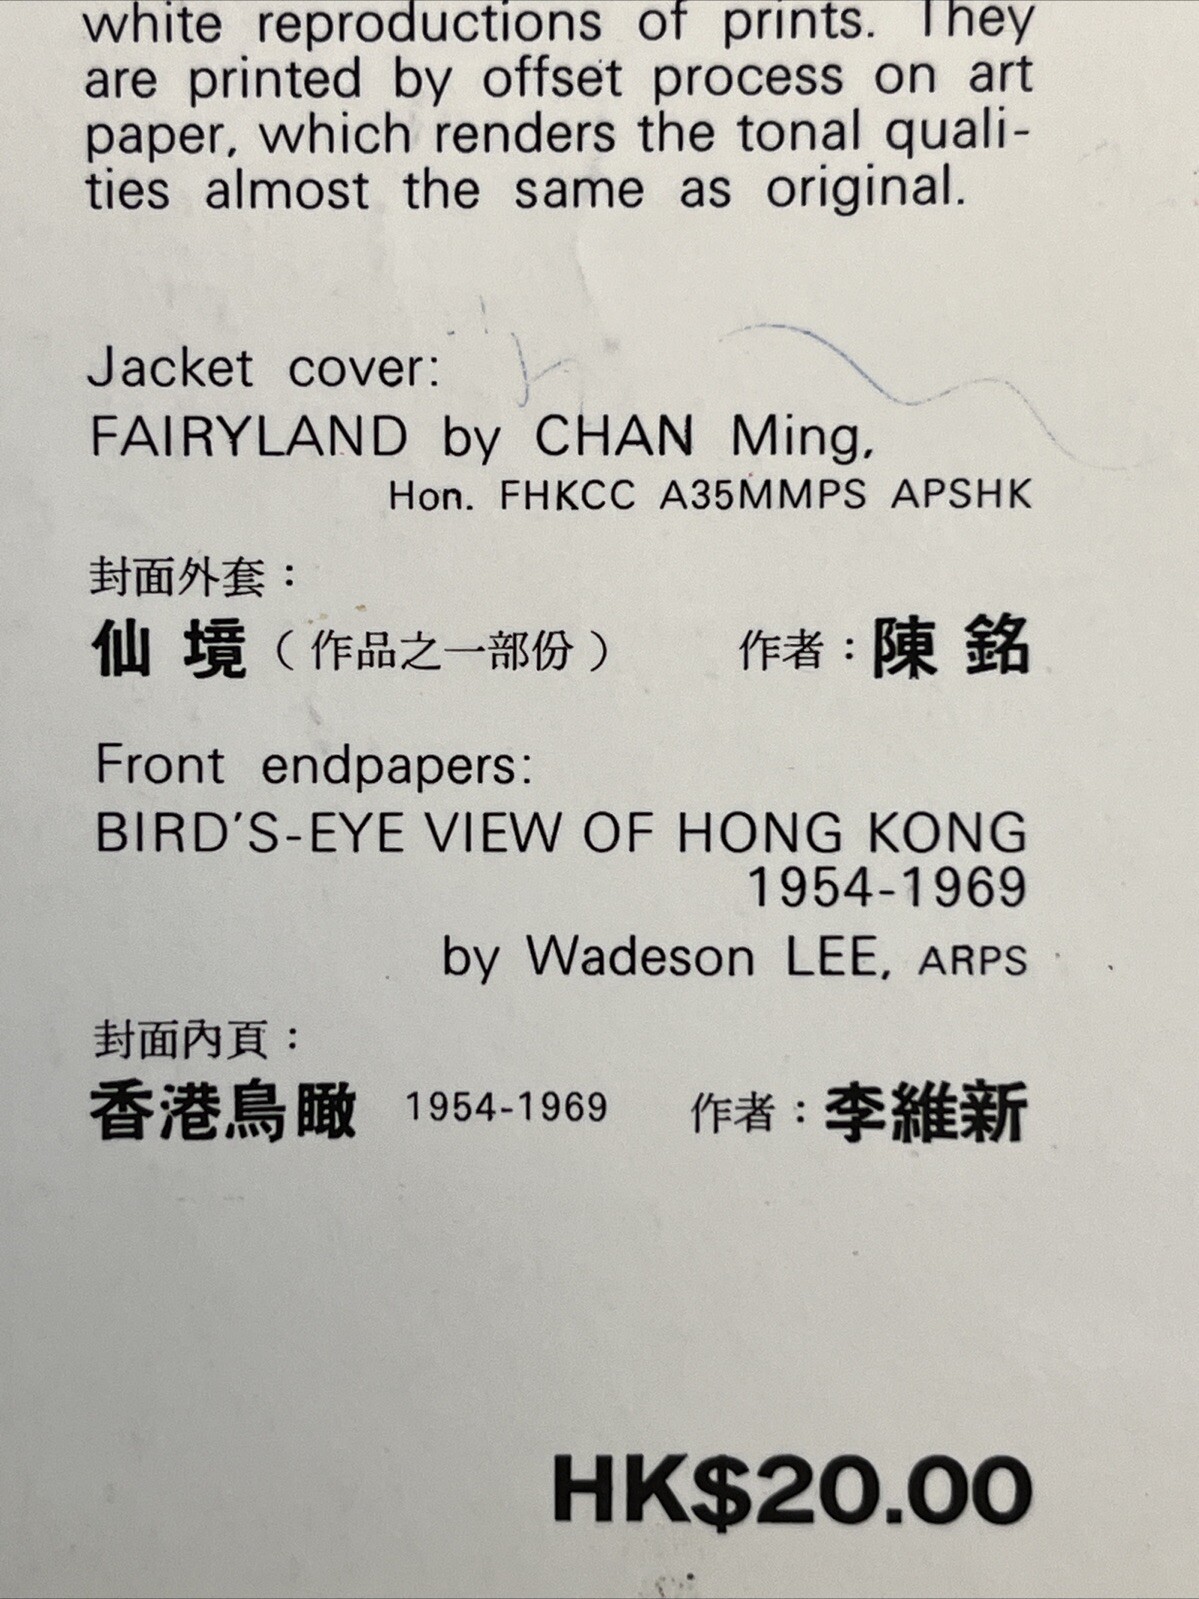 white reproductions of prints. They
are printed by offset process on art
paper, which renders the tonal quali-
ties almost the same as original.
Jacket cover:
FAIRYLAND by CHAN Ming,
Hon. FHKCC A35MMPS APSHK
封面外套：
仙境（作品之一部份） 作者：陳銘
Front endpapers:
BIRD'S-EYE VIEW OF HONG KONG
1954-1969
by Wadeson LEE, ARPS
封面內頁：
香港鳥瞰 1954-1969 作者：李維新
HK$20.00